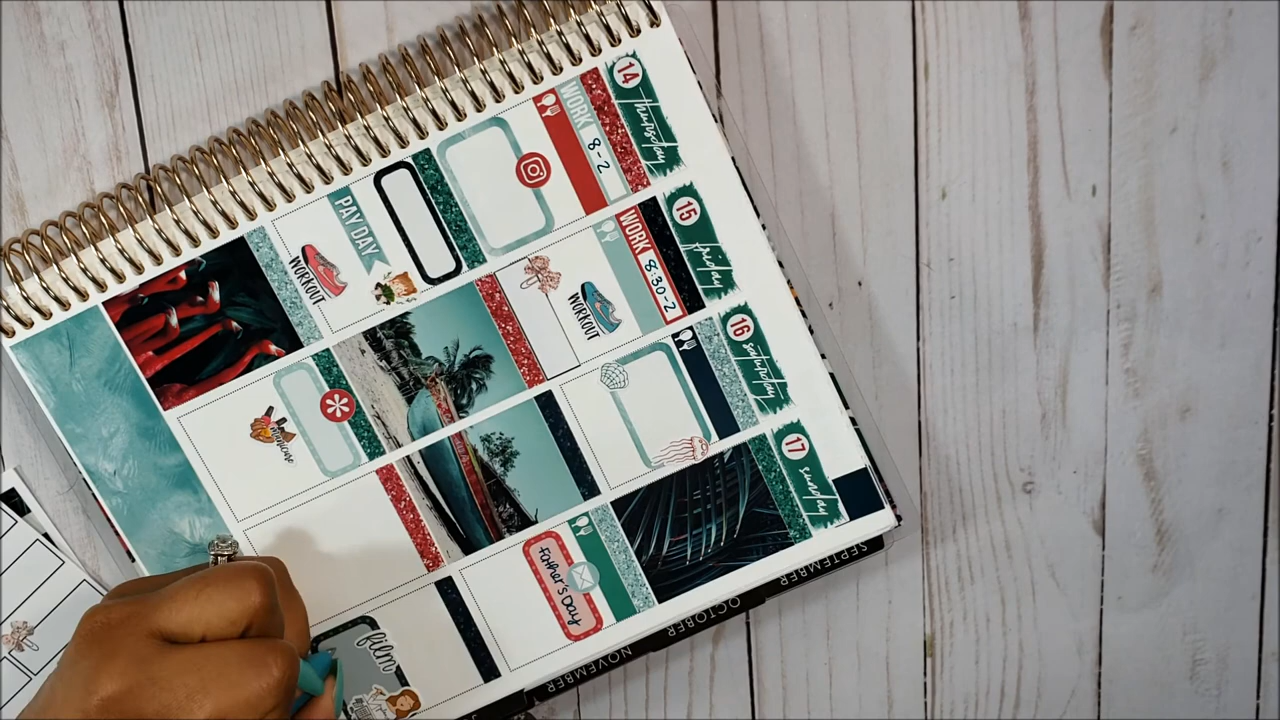 14
thursday
WORK
8-2
PAY DAY
WORKOUT
15
friday
WORK
8:30-2
WORKOUT
manicure
16
saturday
17
sunday
Father's
DAY
film
SEPTEMBER
OCTOBER
NOVEMBER